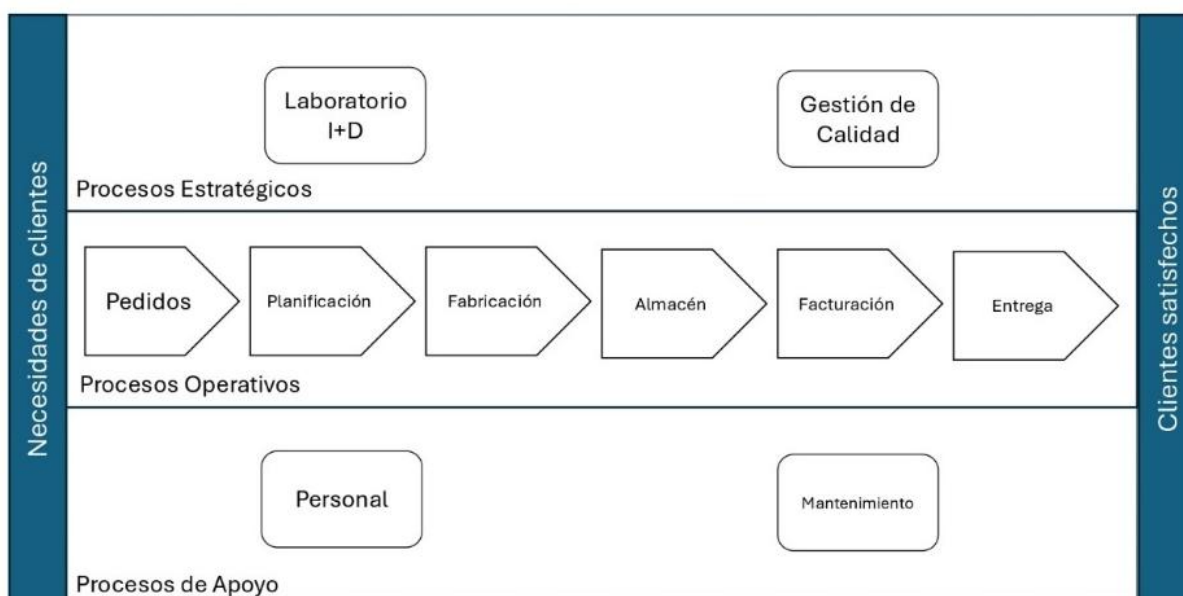 Necesidades de clientes
Laboratorio
I+D
Gestión de
Calidad
Procesos Estratégicos
Pedidos
Planificación
Fabricación
Almacén
Facturación
Entrega
Procesos Operativos
Personal
Mantenimiento
Procesos de Apoyo
Clientes satisfechos